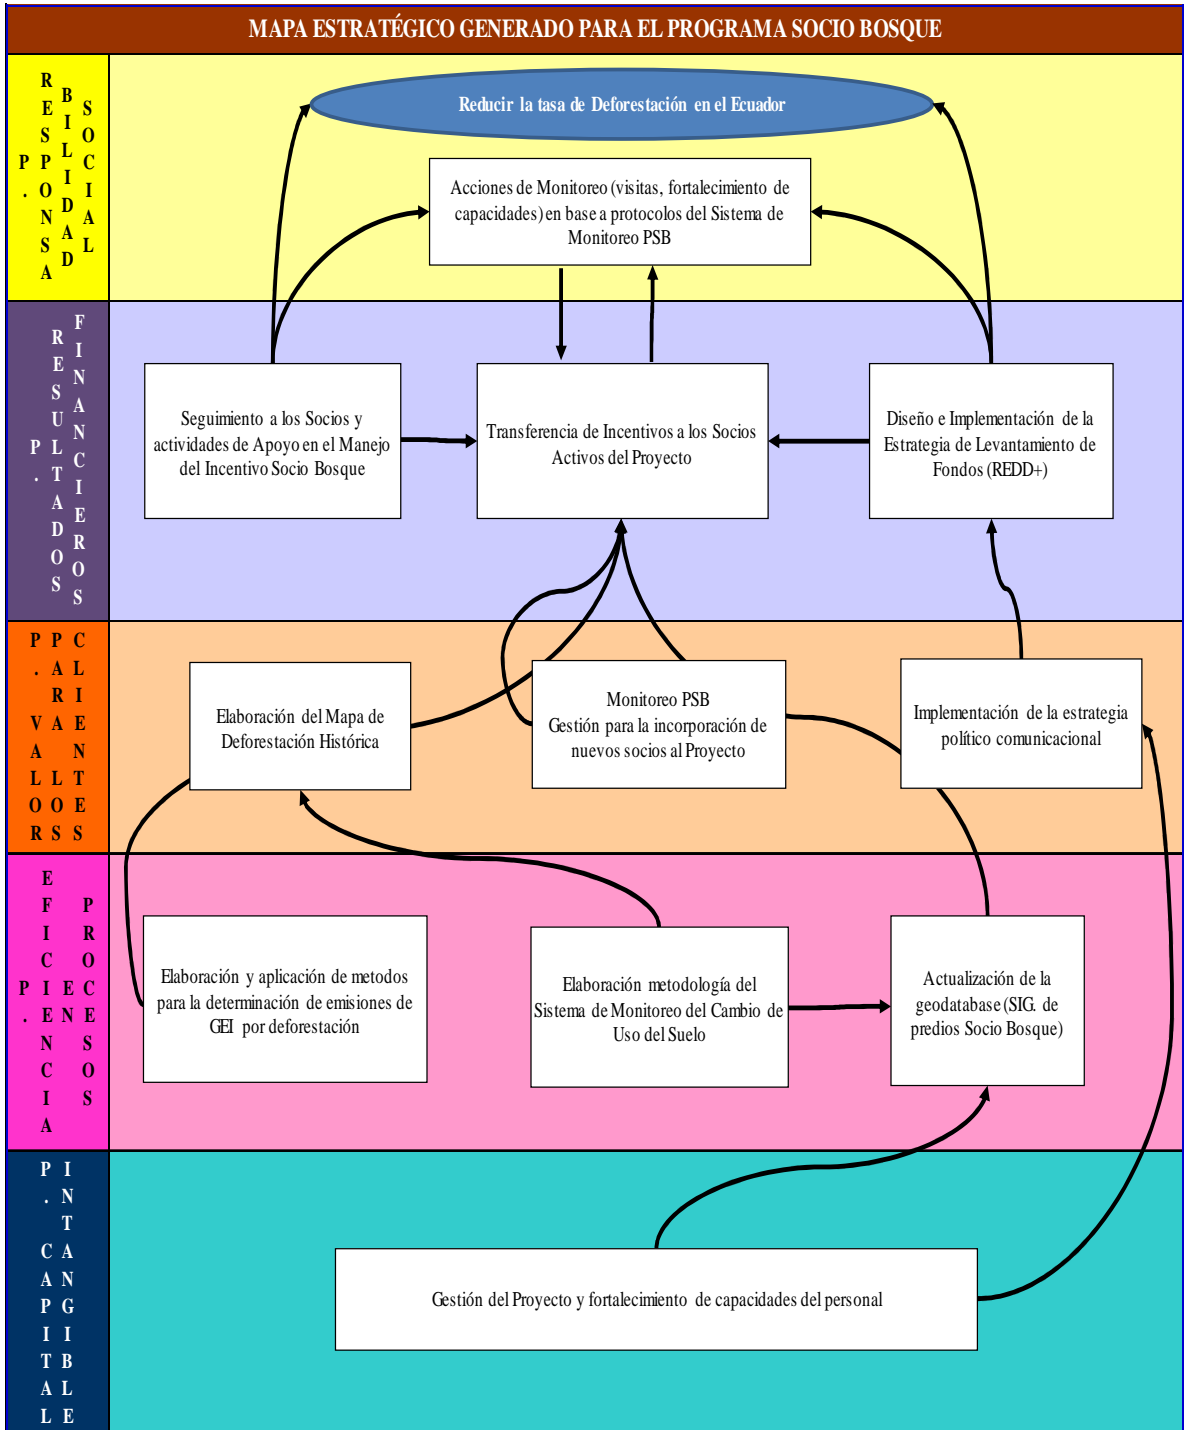 MAPA ESTRATÉGICO GENERADO PARA EL PROGRAMA SOCIO BOSQUE
P. RESPONSABILIDAD SOCIAL
Reducir la tasa de Deforestación en el Ecuador
Acciones de Monitoreo (visitas, fortalecimiento de
capacidades) en base a protocolos del Sistema de
Monitoreo PSB
P. RESULTADOS FINANCIEROS
Seguimiento a los Socios y
actividades de Apoyo en el Manejo
del Incentivo Socio Bosque
Transferencia de Incentivos a los Socios
Activos del Proyecto
Diseño e Implementación de la
Estrategia de Levantamiento de
Fondos (REDD+)
P. VALOR PARA LOS CLIENTES
Elaboración del Mapa de
Deforestación Histórica
Monitoreo PSB
Gestión para la incorporación de
nuevos socios al Proyecto
Implementación de la estrategia
político comunicacional
P. EFICIENCIA EN PROCESOS
Elaboración y aplicación de metodos
para la determinación de emisiones de
GEI por deforestación
Elaboración metodología del
Sistema de Monitoreo del Cambio de
Uso del Suelo
Actualización de la
geodatabase (SIG. de
predios Socio Bosque)
P. CAPITAL INTANGIBLE
Gestión del Proyecto y fortalecimiento de capacidades del personal